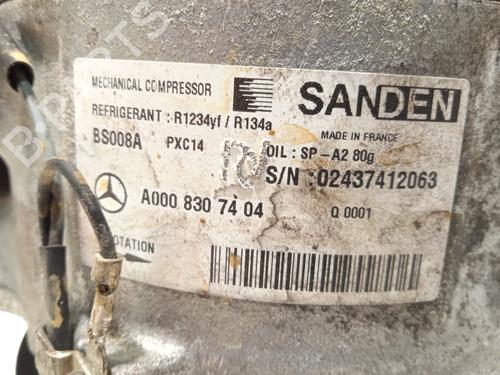 MECHANICAL COMPRESSOR
SANDEN
REFRIGERANT : R1234yf / R134a
MADE IN FRANCE
BS008A PXC14 OIL : SP - A2 80g
S/N : 02437412063
A000 830 74 04 Q 0001
ROTATION